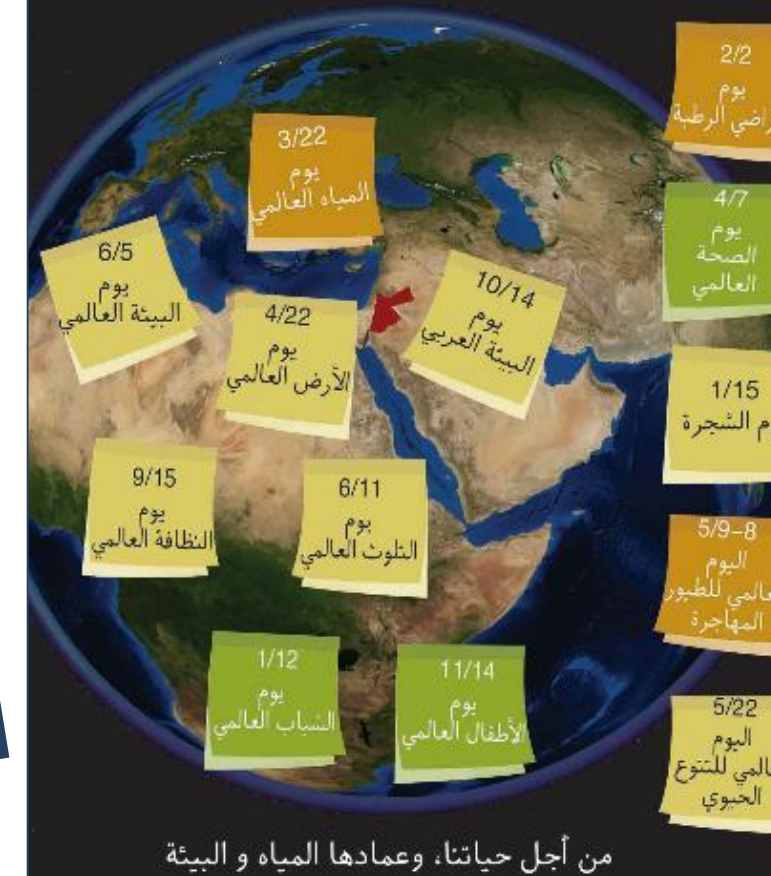 2/2
يوم
الرطبة
3/22
يوم
المياه العالمي
4/7
يوم
الصحة
العالمي
6/5
يوم
البيئة العالمي
4/22
يوم
الأرض العالمي
10/14
يوم
البيئة العربي
1/15
الشجرة
9/15
يوم
النظافة العالمي
6/11
يوم
التلوث العالمي
5/9-8
اليوم
للطيور
المهاجرة
1/12
يوم
الشباب العالمي
11/14
يوم
الأطفال العالمي
5/22
اليوم
للتنوع
الحيوي
من أجل حياتنا، وعمادها المياه و البيئة